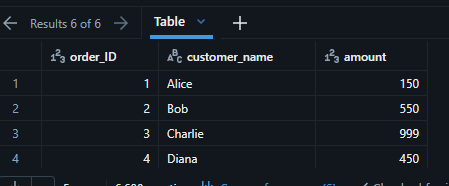 Results 6 of 6 Table
order_ID customer_name amount
1 1 Alice 150
2 2 Bob 550
3 3 Charlie 999
4 4 Diana 450